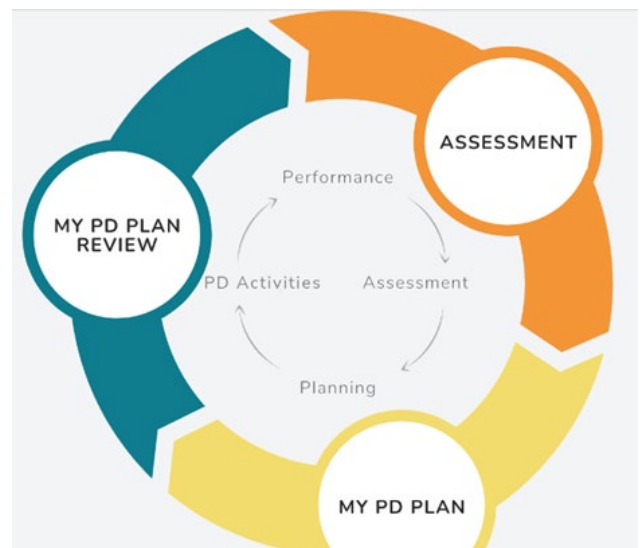 ASSESSMENT
MY PD PLAN
REVIEW
Performance
PD Activities
Assessment
Planning
MY PD PLAN